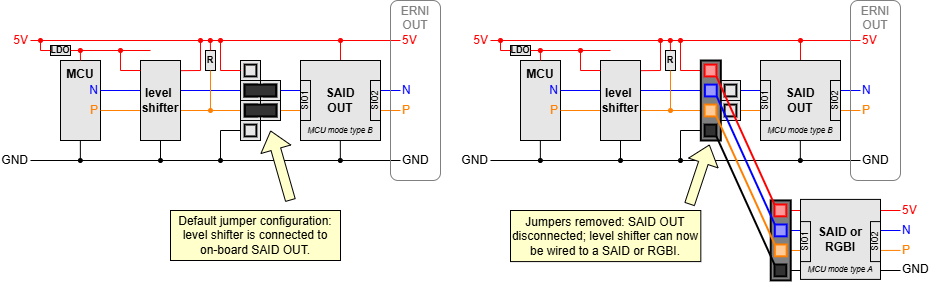 ERNI
OUT
5V
5V
LDO
MCU
level
shifter
R
SAID
OUT
SIO1
SIO2
N
N
P
P
MCU mode type B
GND
GND
Default jumper configuration:
level shifter is connected to
on-board SAID OUT.
ERNI
OUT
5V
5V
LDO
MCU
level
shifter
R
SAID
OUT
SIO1
SIO2
N
N
P
P
MCU mode type B
GND
GND
Jumpers removed: SAID OUT
disconnected; level shifter can now
be wired to a SAID or RGBI.
SAID or
RGBI
SIO1
SIO2
5V
N
P
MCU mode type A
GND